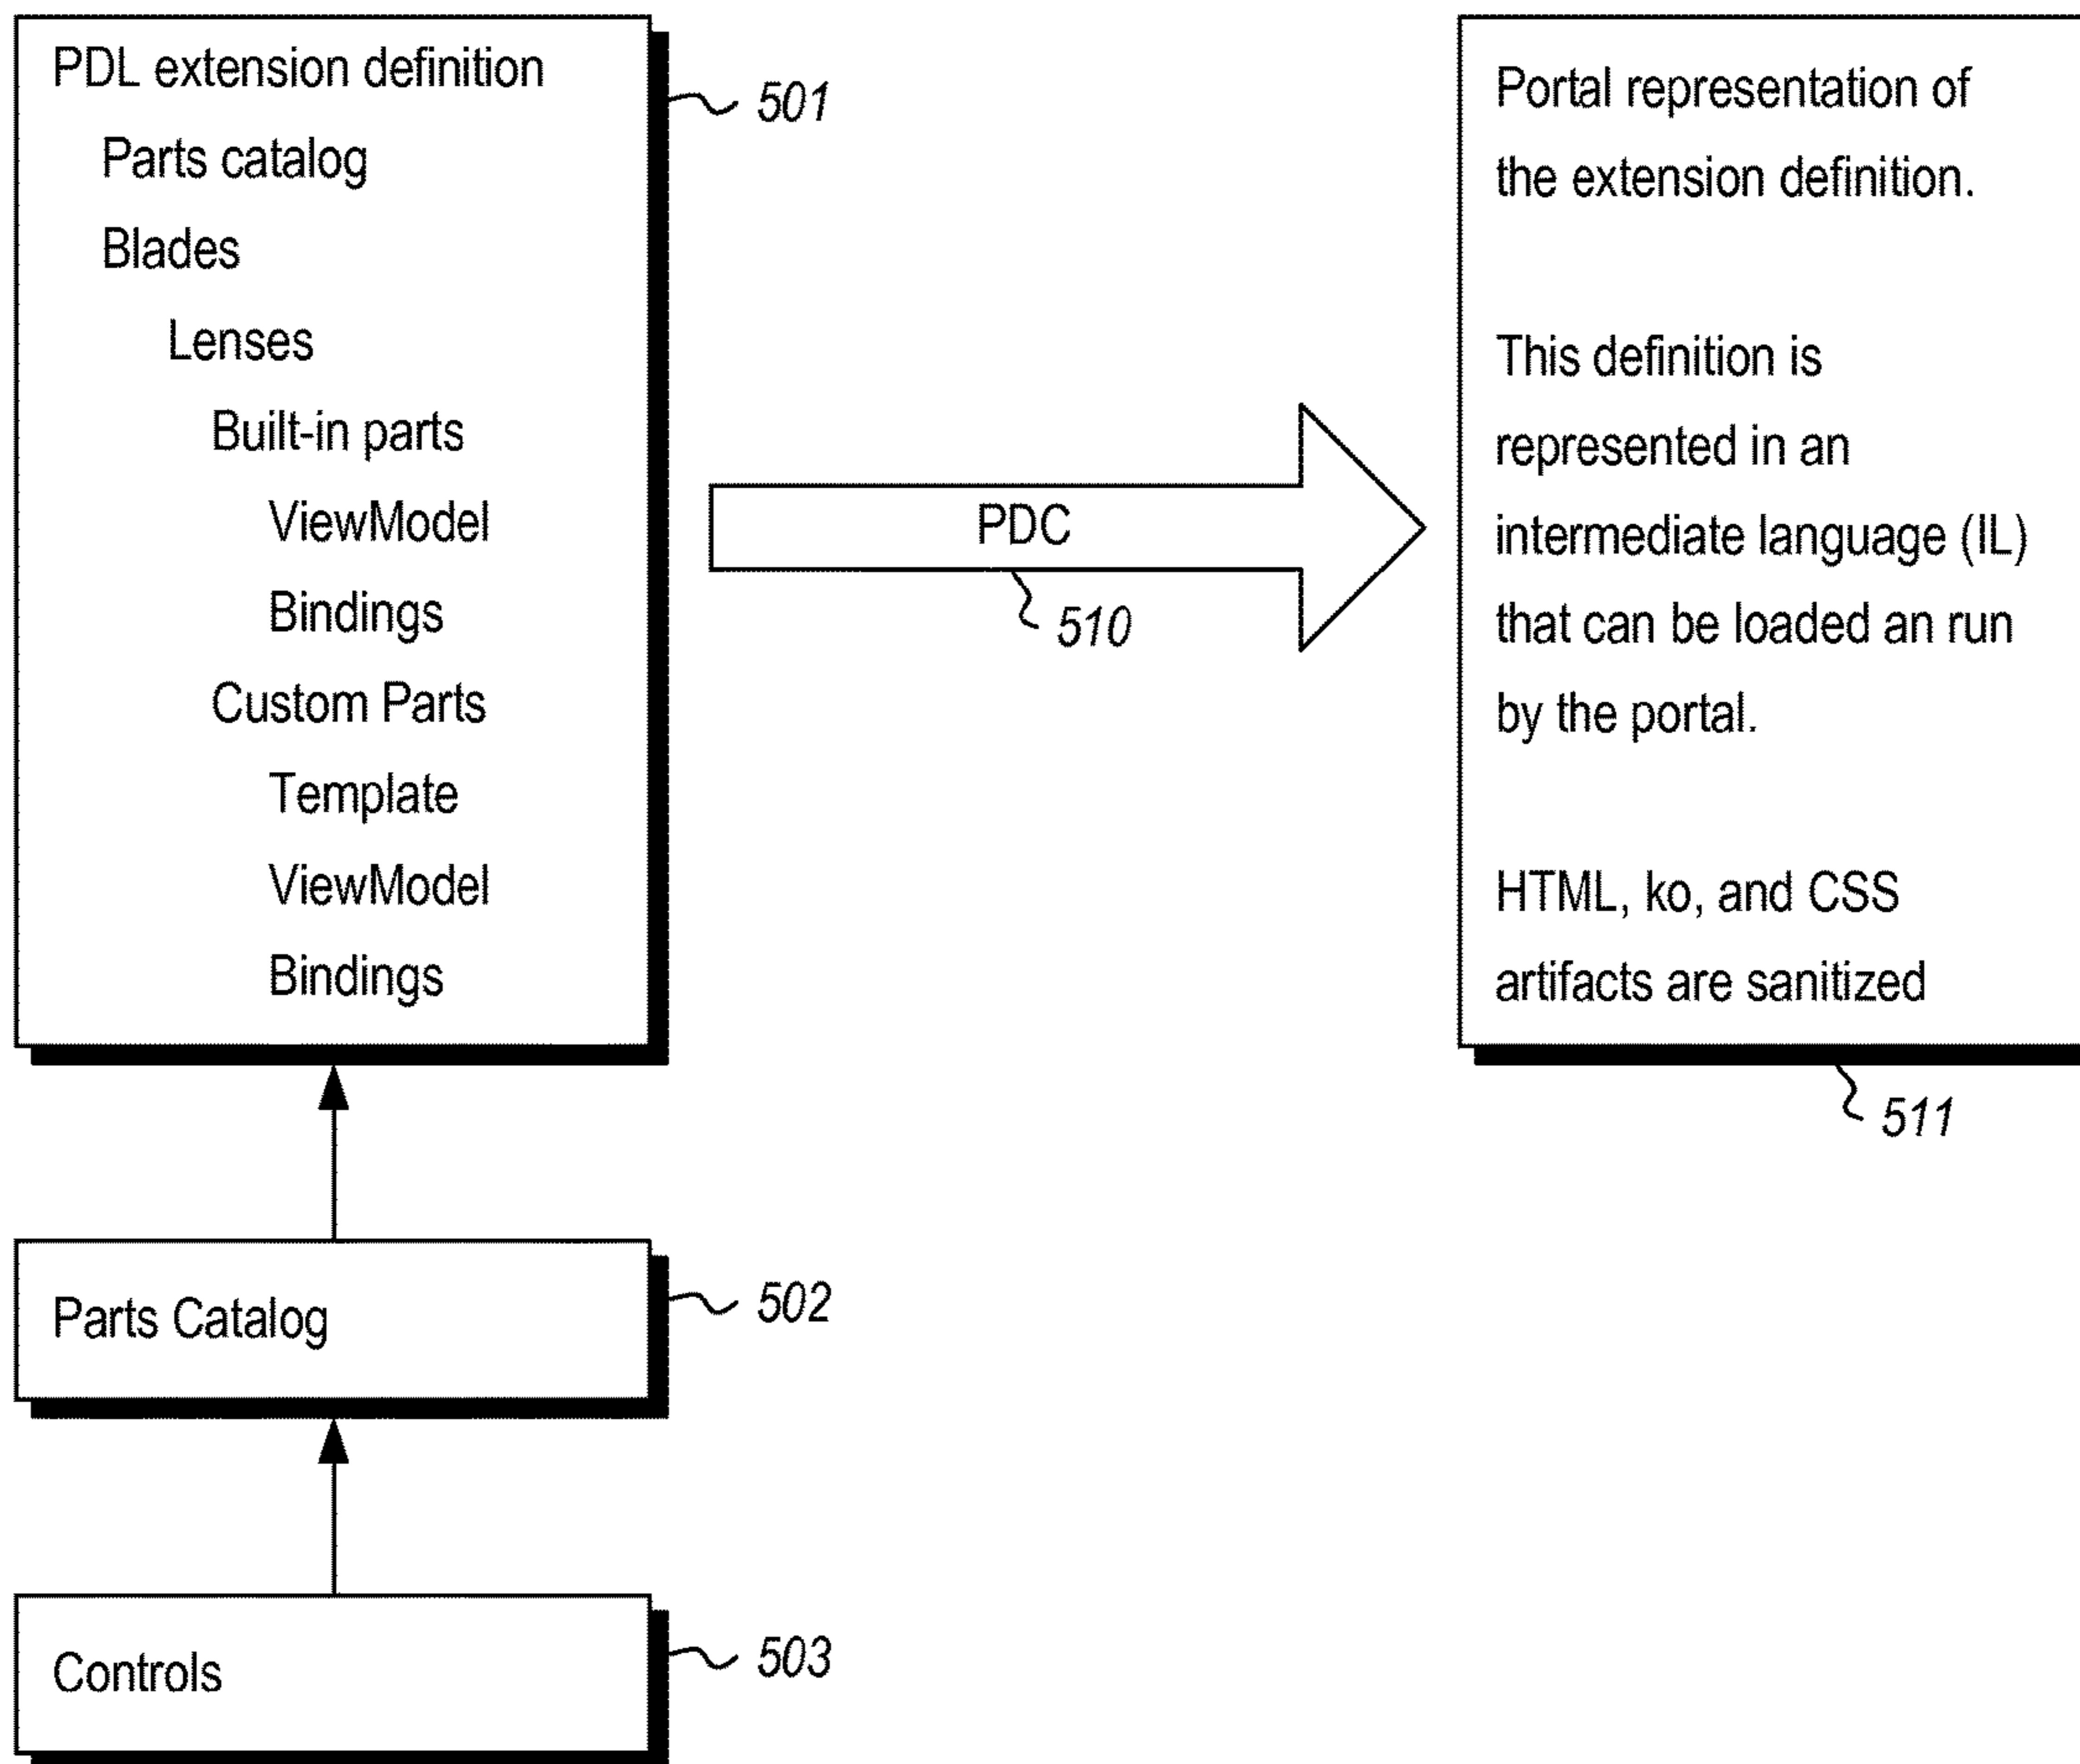 PDL extension definition
Parts catalog
Blades
Lenses
Built-in parts
ViewModel
Bindings
Custom Parts
Template
ViewModel
Bindings
501
PDC
510
Portal representation of
the extension definition.
This definition is
represented in an
intermediate language (IL)
that can be loaded an run
by the portal.
HTML, ko, and CSS
artifacts are sanitized
511
Parts Catalog
502
Controls
503